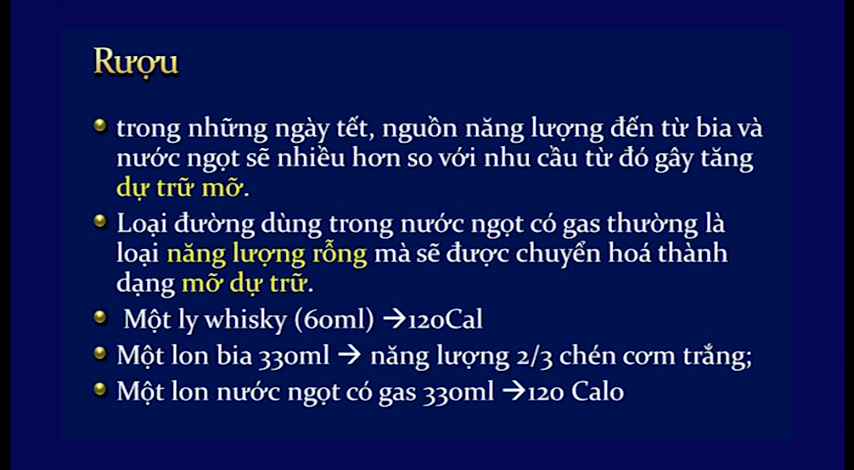 Rượu
trong những ngày tết, nguồn năng lượng đến từ bia và
nước ngọt sẽ nhiều hơn so với nhu cầu từ đó gây tăng
dự trữ mỡ.
Loại đường dùng trong nước ngọt có gas thường là
loại năng lượng rỗng mà sẽ được chuyển hoá thành
dạng mỡ dự trữ.
Một ly whisky (60ml) →120Cal
Một lon bia 330ml → năng lượng 2/3 chén cơm trắng;
Một lon nước ngọt có gas 330ml →120 Calo